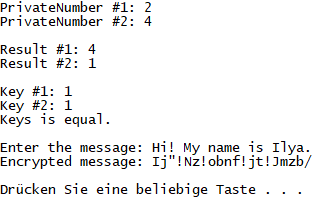 PrivateNumber #1: 2
PrivateNumber #2: 4
Result #1: 4
Result #2: 1
Key #1: 1
Key #2: 1
Keys is equal.
Enter the message: Hi! My name is Ilya.
Encrypted message: Ij"!Nz!obnf!jt!Jmzb/
Drücken Sie eine beliebige Taste . . .